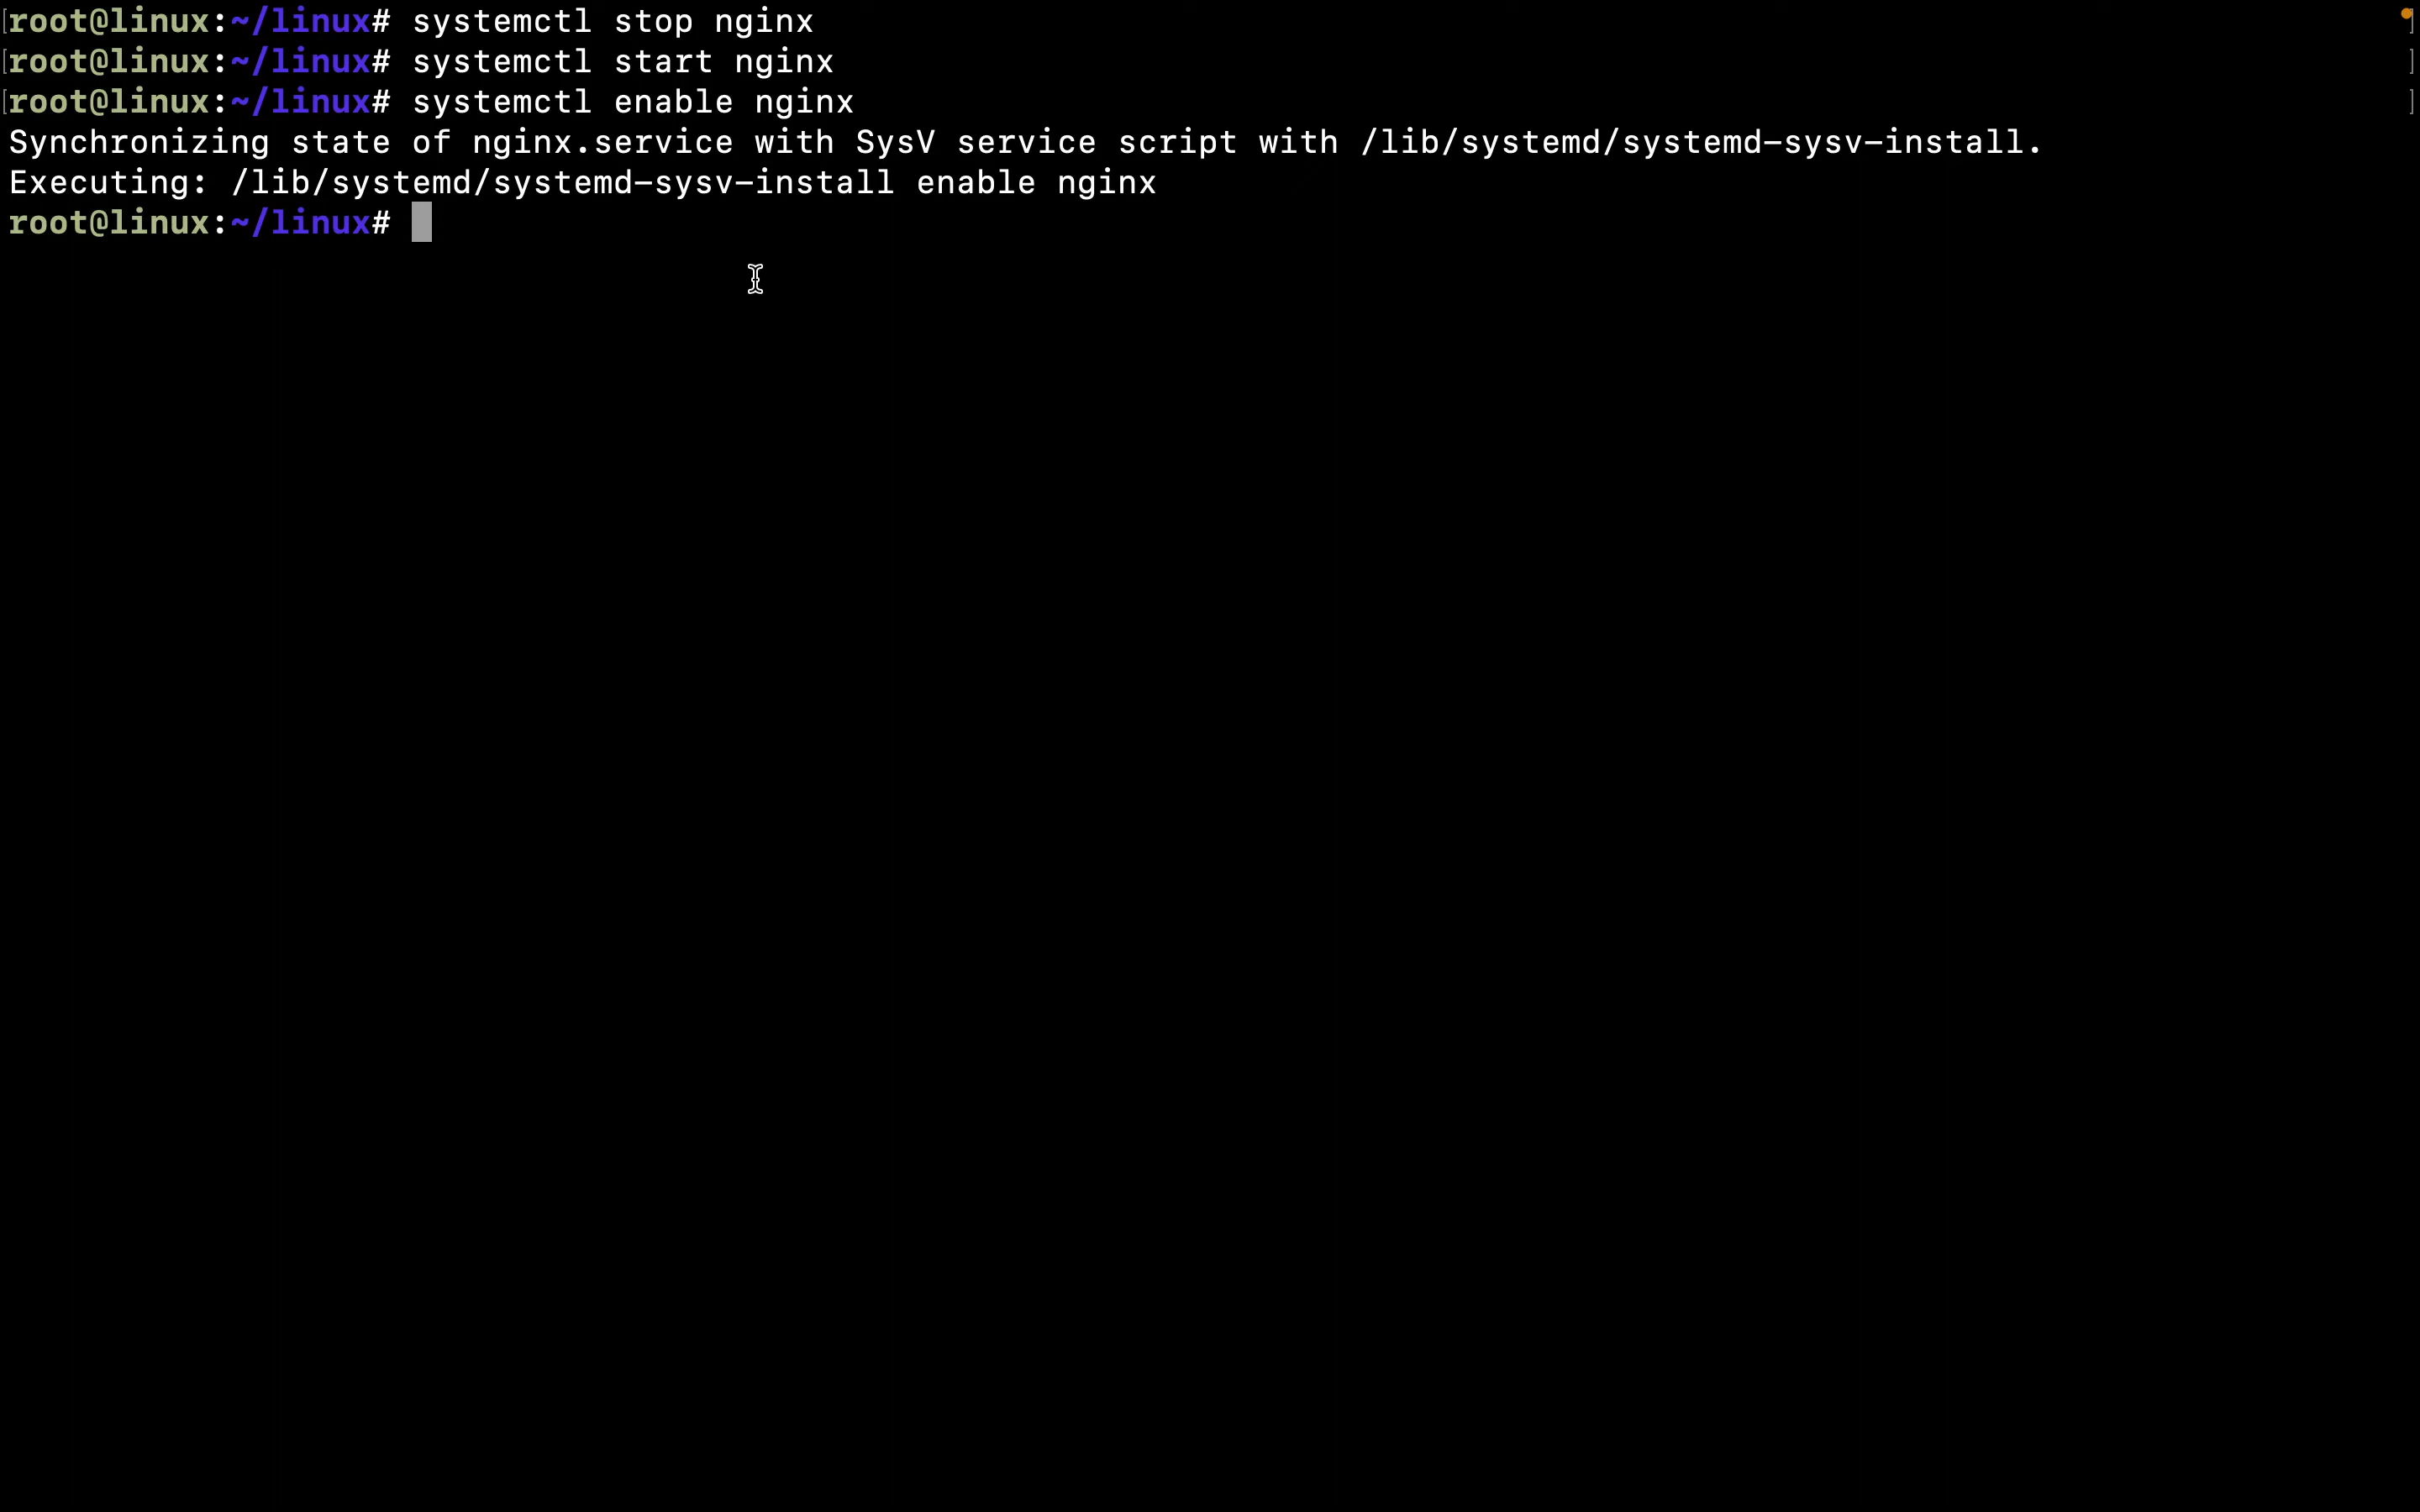 root@linux:~/linux# systemctl stop nginx
root@linux:~/linux# systemctl start nginx
root@linux:~/linux# systemctl enable nginx
Synchronizing state of nginx.service with SysV service script with /lib/systemd/systemd-sysv-install.
Executing: /lib/systemd/systemd-sysv-install enable nginx
root@linux:~/linux#